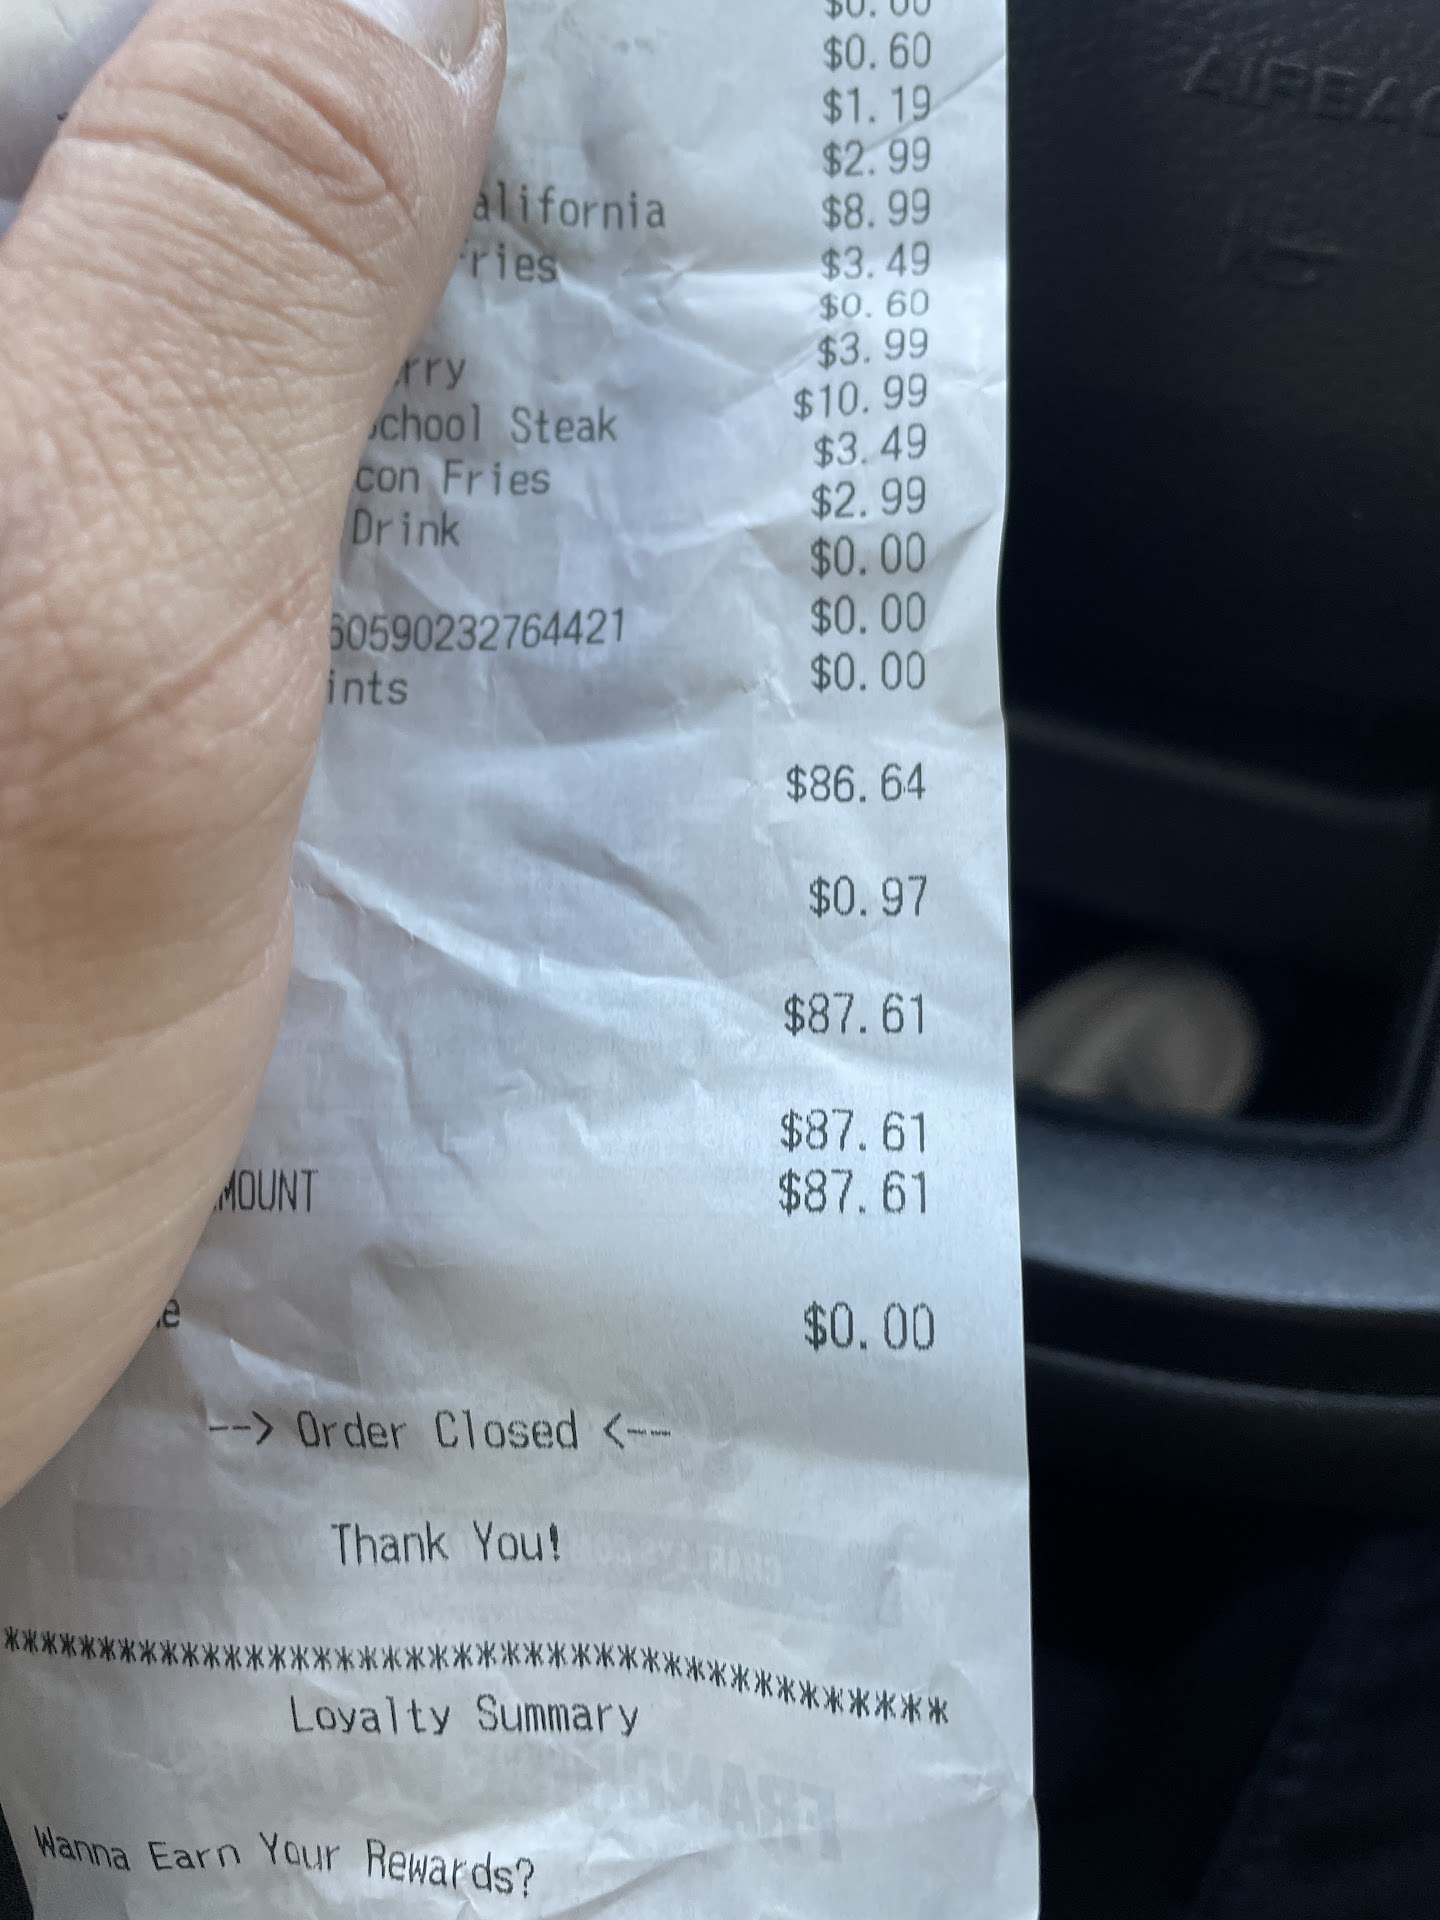 $0.00
$0.60
$1.19
$2.99
alifornia $8.99
ries $3.49
$0.60
rry $3.99
chool Steak $10.99
con Fries $3.49
Drink $2.99
$0.00
60590232764421 $0.00
ints $0.00
$86.64
$0.97
$87.61
$87.61
MOUNT $87.61
e $0.00
--> Order Closed <--
Thank You!
******************************************
Loyalty Summary
Wanna Earn Your Rewards?
AIRBAG